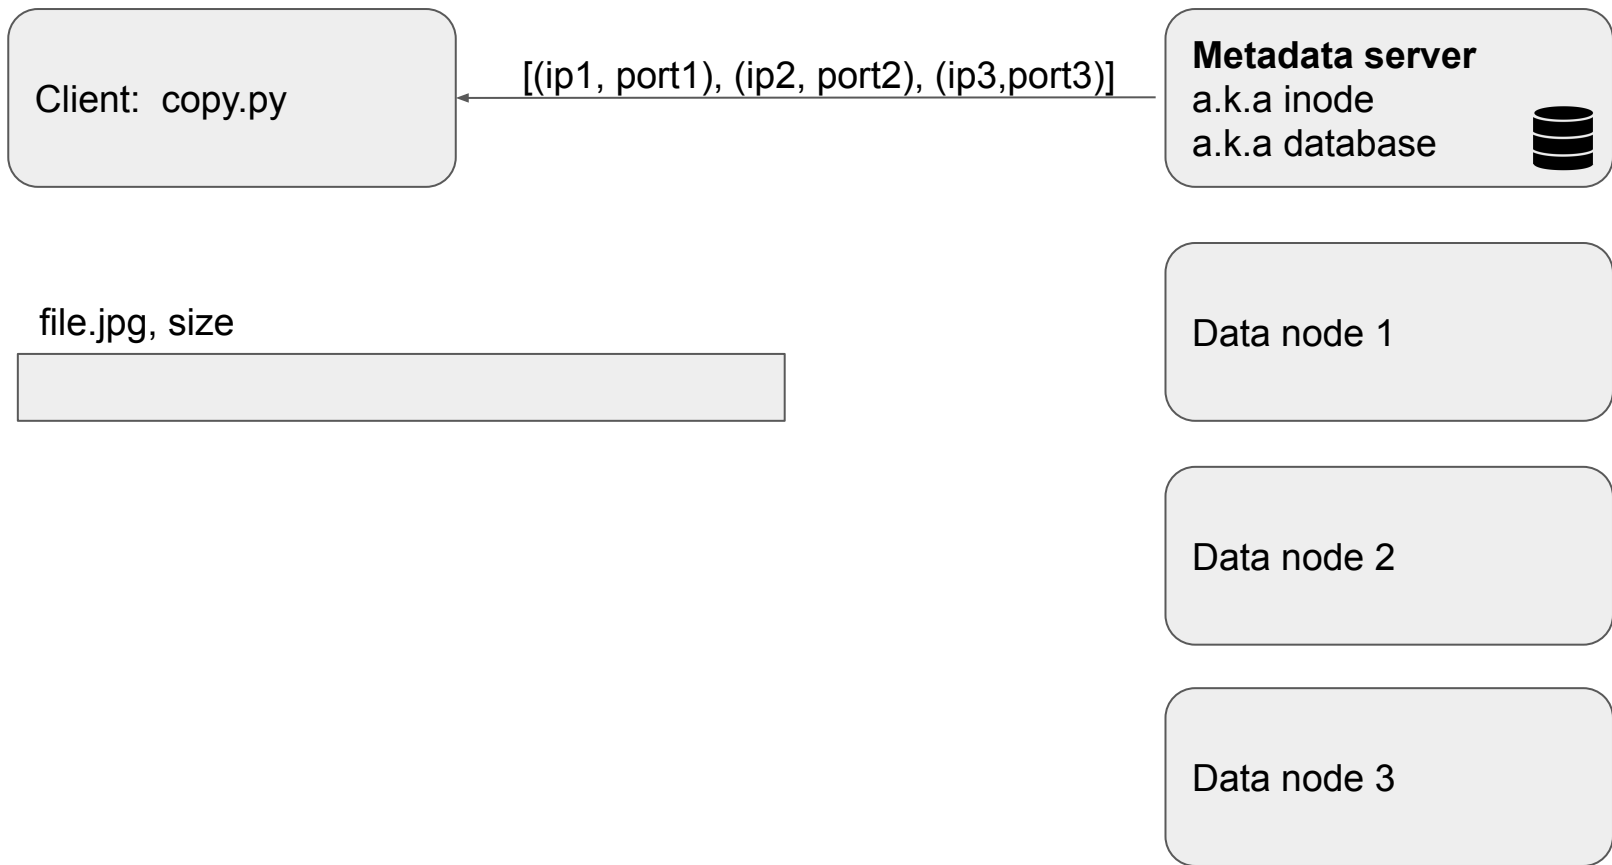 Client:  copy.py
[(ip1, port1), (ip2, port2), (ip3,port3)]
Metadata server
a.k.a inode
a.k.a database
file.jpg, size
Data node 1
Data node 2
Data node 3